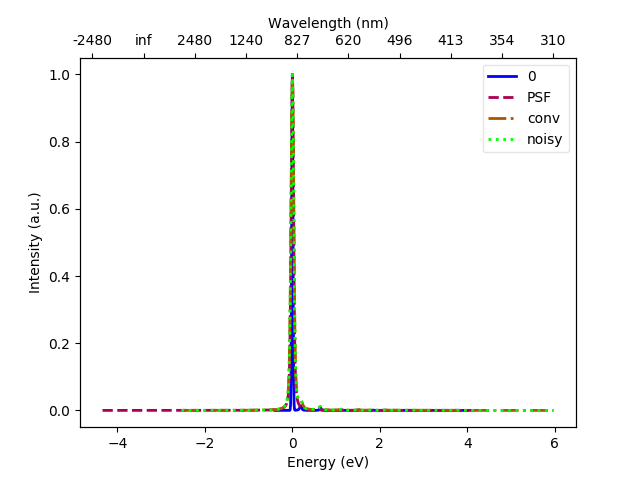 Wavelength (nm)
-2480 inf 2480 1240 827 620 496 413 354 310
1.0
0.8
0.6
0.4
0.2
0.0
Intensity (a.u.)
0
PSF
conv
noisy
−4 −2 0 2 4 6
Energy (eV)